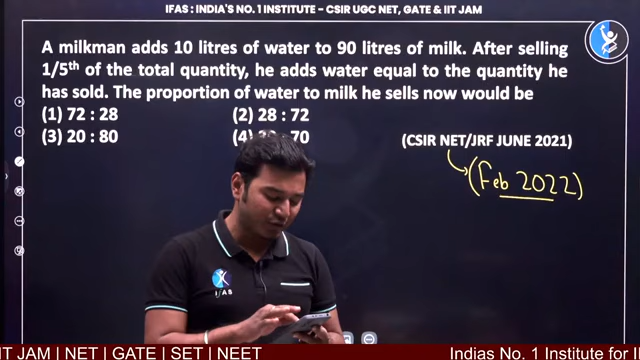 IFAS : INDIA'S NO. 1 INSTITUTE - CSIR UGC NET, GATE & IIT JAM
A milkman adds 10 litres of water to 90 litres of milk. After selling
1/5th of the total quantity, he adds water equal to the quantity he
has sold. The proportion of water to milk he sells now would be
(1) 72 : 28 (2) 28 : 72
(3) 20 : 80 (4) : 70
(CSIR NET/JRF JUNE 2021)
(Feb 2022)
IFAS
IIT JAM | NET | GATE | SET | NEET
Indias No. 1 Institute for